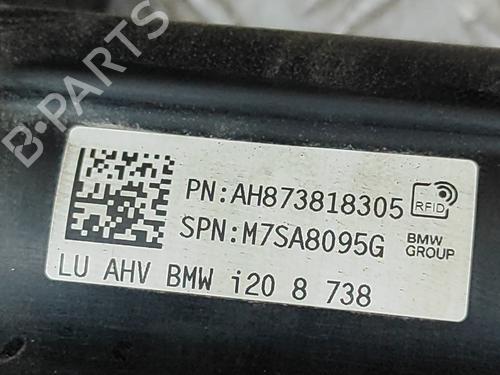 B-PARTS
PN:AH873818305
RFID
SPN:M7SA8095G
BMW GROUP
LU AHV BMW i20 8 738